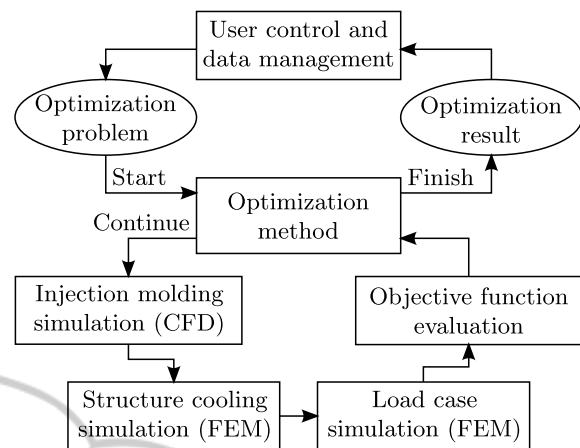 User control and
data management
Optimization
problem
Optimization
result
Start
Finish
Optimization
method
Continue
Injection molding
simulation (CFD)
Objective function
evaluation
Structure cooling
simulation (FEM)
Load case
simulation (FEM)